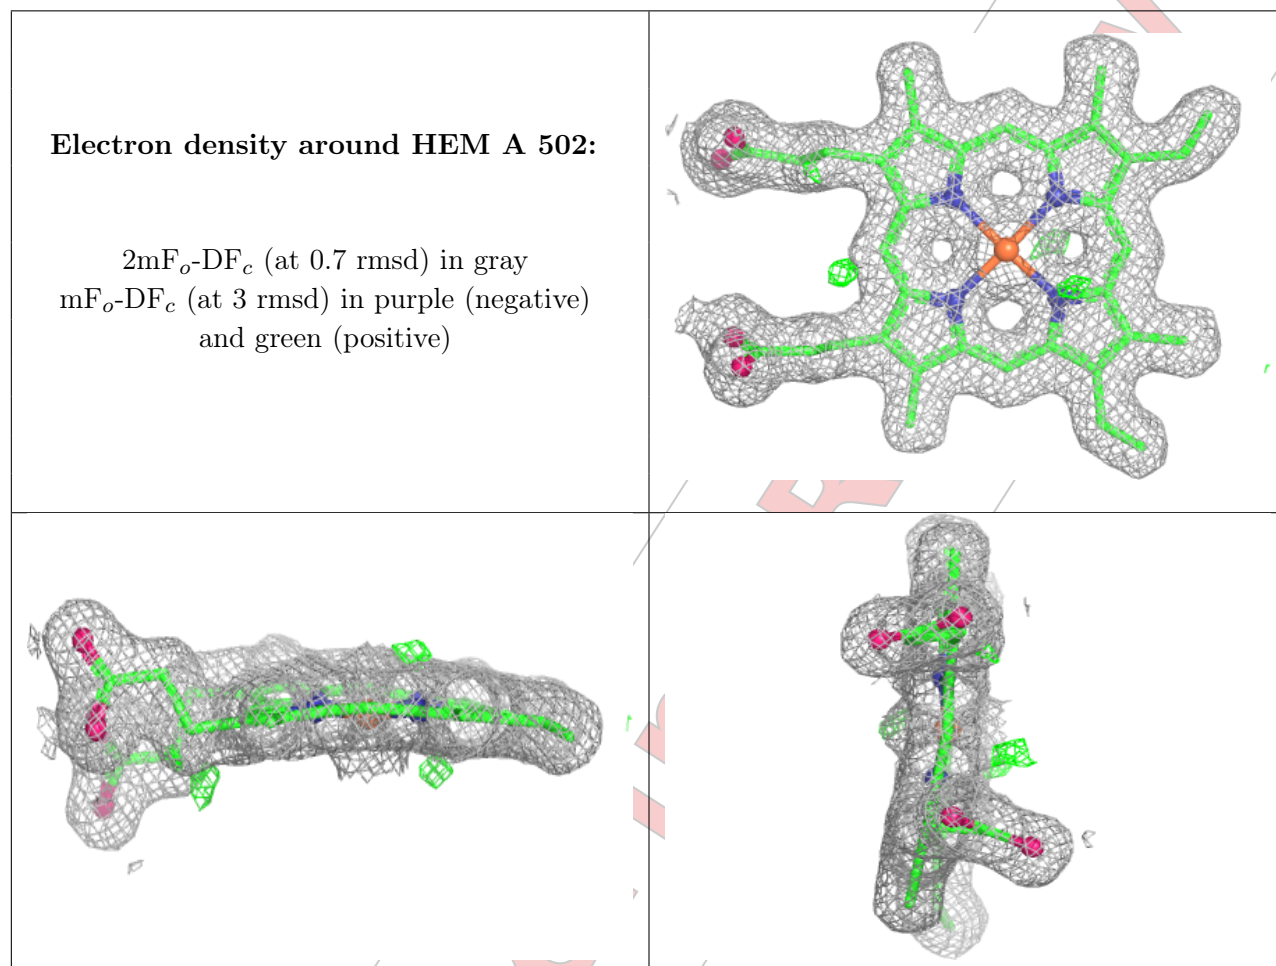 Electron density around HEM A 502:
2mFo-DFc (at 0.7 rmsd) in gray
mFo-DFc (at 3 rmsd) in purple (negative)
and green (positive)